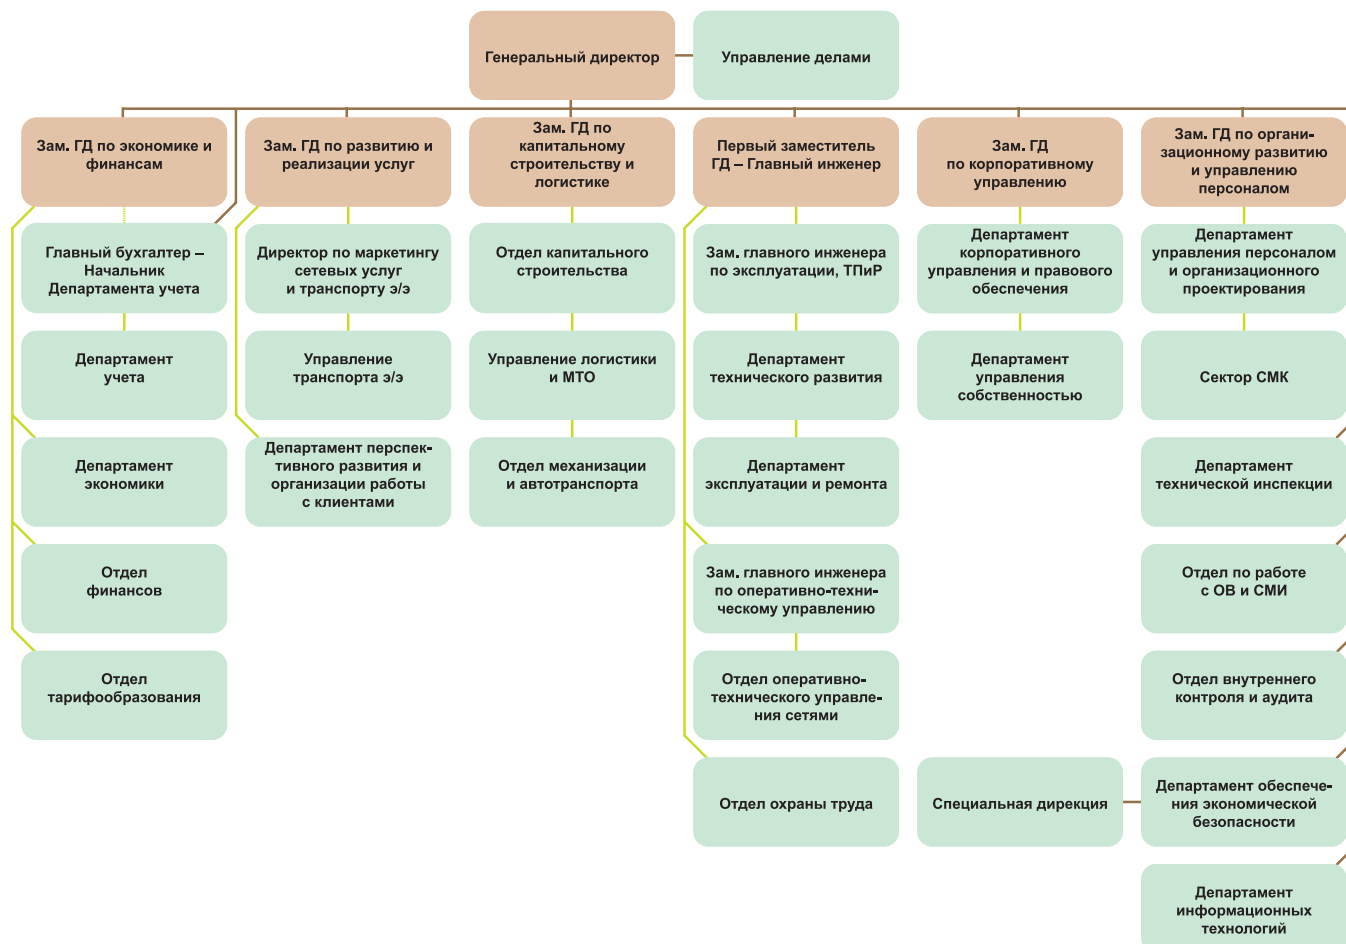 Генеральный директор
Управление делами
Зам. ГД по экономике и
финансам
Зам. ГД по развитию и
реализации услуг
Зам. ГД по
капитальному
строительству и
логистике
Первый заместитель
ГД – Главный инженер
Зам. ГД
по корпоративному
управлению
Зам. ГД по органи-
зационному развитию
и управлению
персоналом
Главный бухгалтер –
Начальник
Департамента учета
Директор по маркетингу
сетевых услуг
и транспорту э/э
Отдел капитального
строительства
Зам. главного инженера
по эксплуатации, ТПиР
Департамент
корпоративного
управления и правового
обеспечения
Департамент
управления персоналом
и организационного
проектирования
Департамент
учета
Управление
транспорта э/э
Управление логистики
и МТО
Департамент
технического развития
Департамент
управления
собственностью
Сектор СМК
Департамент
экономики
Департамент перспек-
тивного развития и
организации работы
с клиентами
Отдел механизации
и автотранспорта
Департамент
эксплуатации и ремонта
Департамент
технической инспекции
Отдел
финансов
Зам. главного инженера
по оперативно-техни-
ческому управлению
Отдел по работе
с ОВ и СМИ
Отдел
тарифообразования
Отдел оперативно-
технического управле-
ния сетями
Отдел внутреннего
контроля и аудита
Отдел охраны труда
Специальная дирекция
Департамент обеспече-
ния экономической
безопасности
Департамент
информационных
технологий